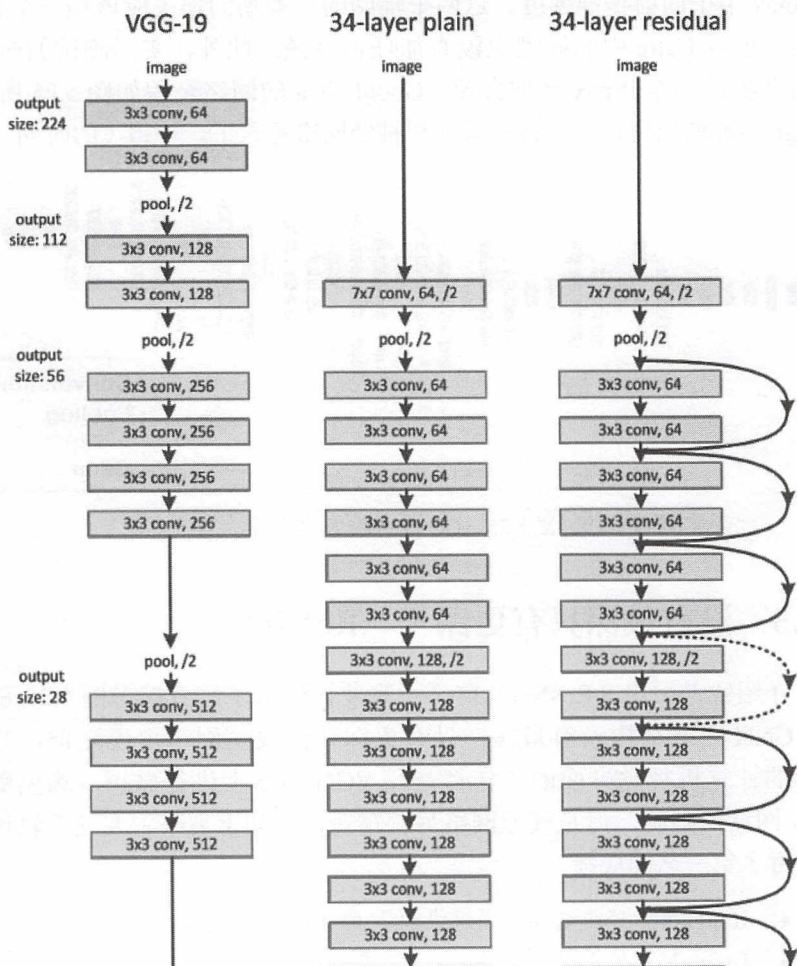 VGG-19
image
output
size: 224
3x3 conv, 64
3x3 conv, 64
pool, /2
output
size: 112
3x3 conv, 128
3x3 conv, 128
pool, /2
output
size: 56
3x3 conv, 256
3x3 conv, 256
3x3 conv, 256
3x3 conv, 256
pool, /2
output
size: 28
3x3 conv, 512
3x3 conv, 512
3x3 conv, 512
3x3 conv, 512
34-layer plain
image
7x7 conv, 64, /2
pool, /2
3x3 conv, 64
3x3 conv, 64
3x3 conv, 64
3x3 conv, 64
3x3 conv, 64
3x3 conv, 64
3x3 conv, 128, /2
3x3 conv, 128
3x3 conv, 128
3x3 conv, 128
3x3 conv, 128
3x3 conv, 128
3x3 conv, 128
34-layer residual
image
7x7 conv, 64, /2
pool, /2
3x3 conv, 64
3x3 conv, 64
3x3 conv, 64
3x3 conv, 64
3x3 conv, 64
3x3 conv, 64
3x3 conv, 128, /2
3x3 conv, 128
3x3 conv, 128
3x3 conv, 128
3x3 conv, 128
3x3 conv, 128
3x3 conv, 128